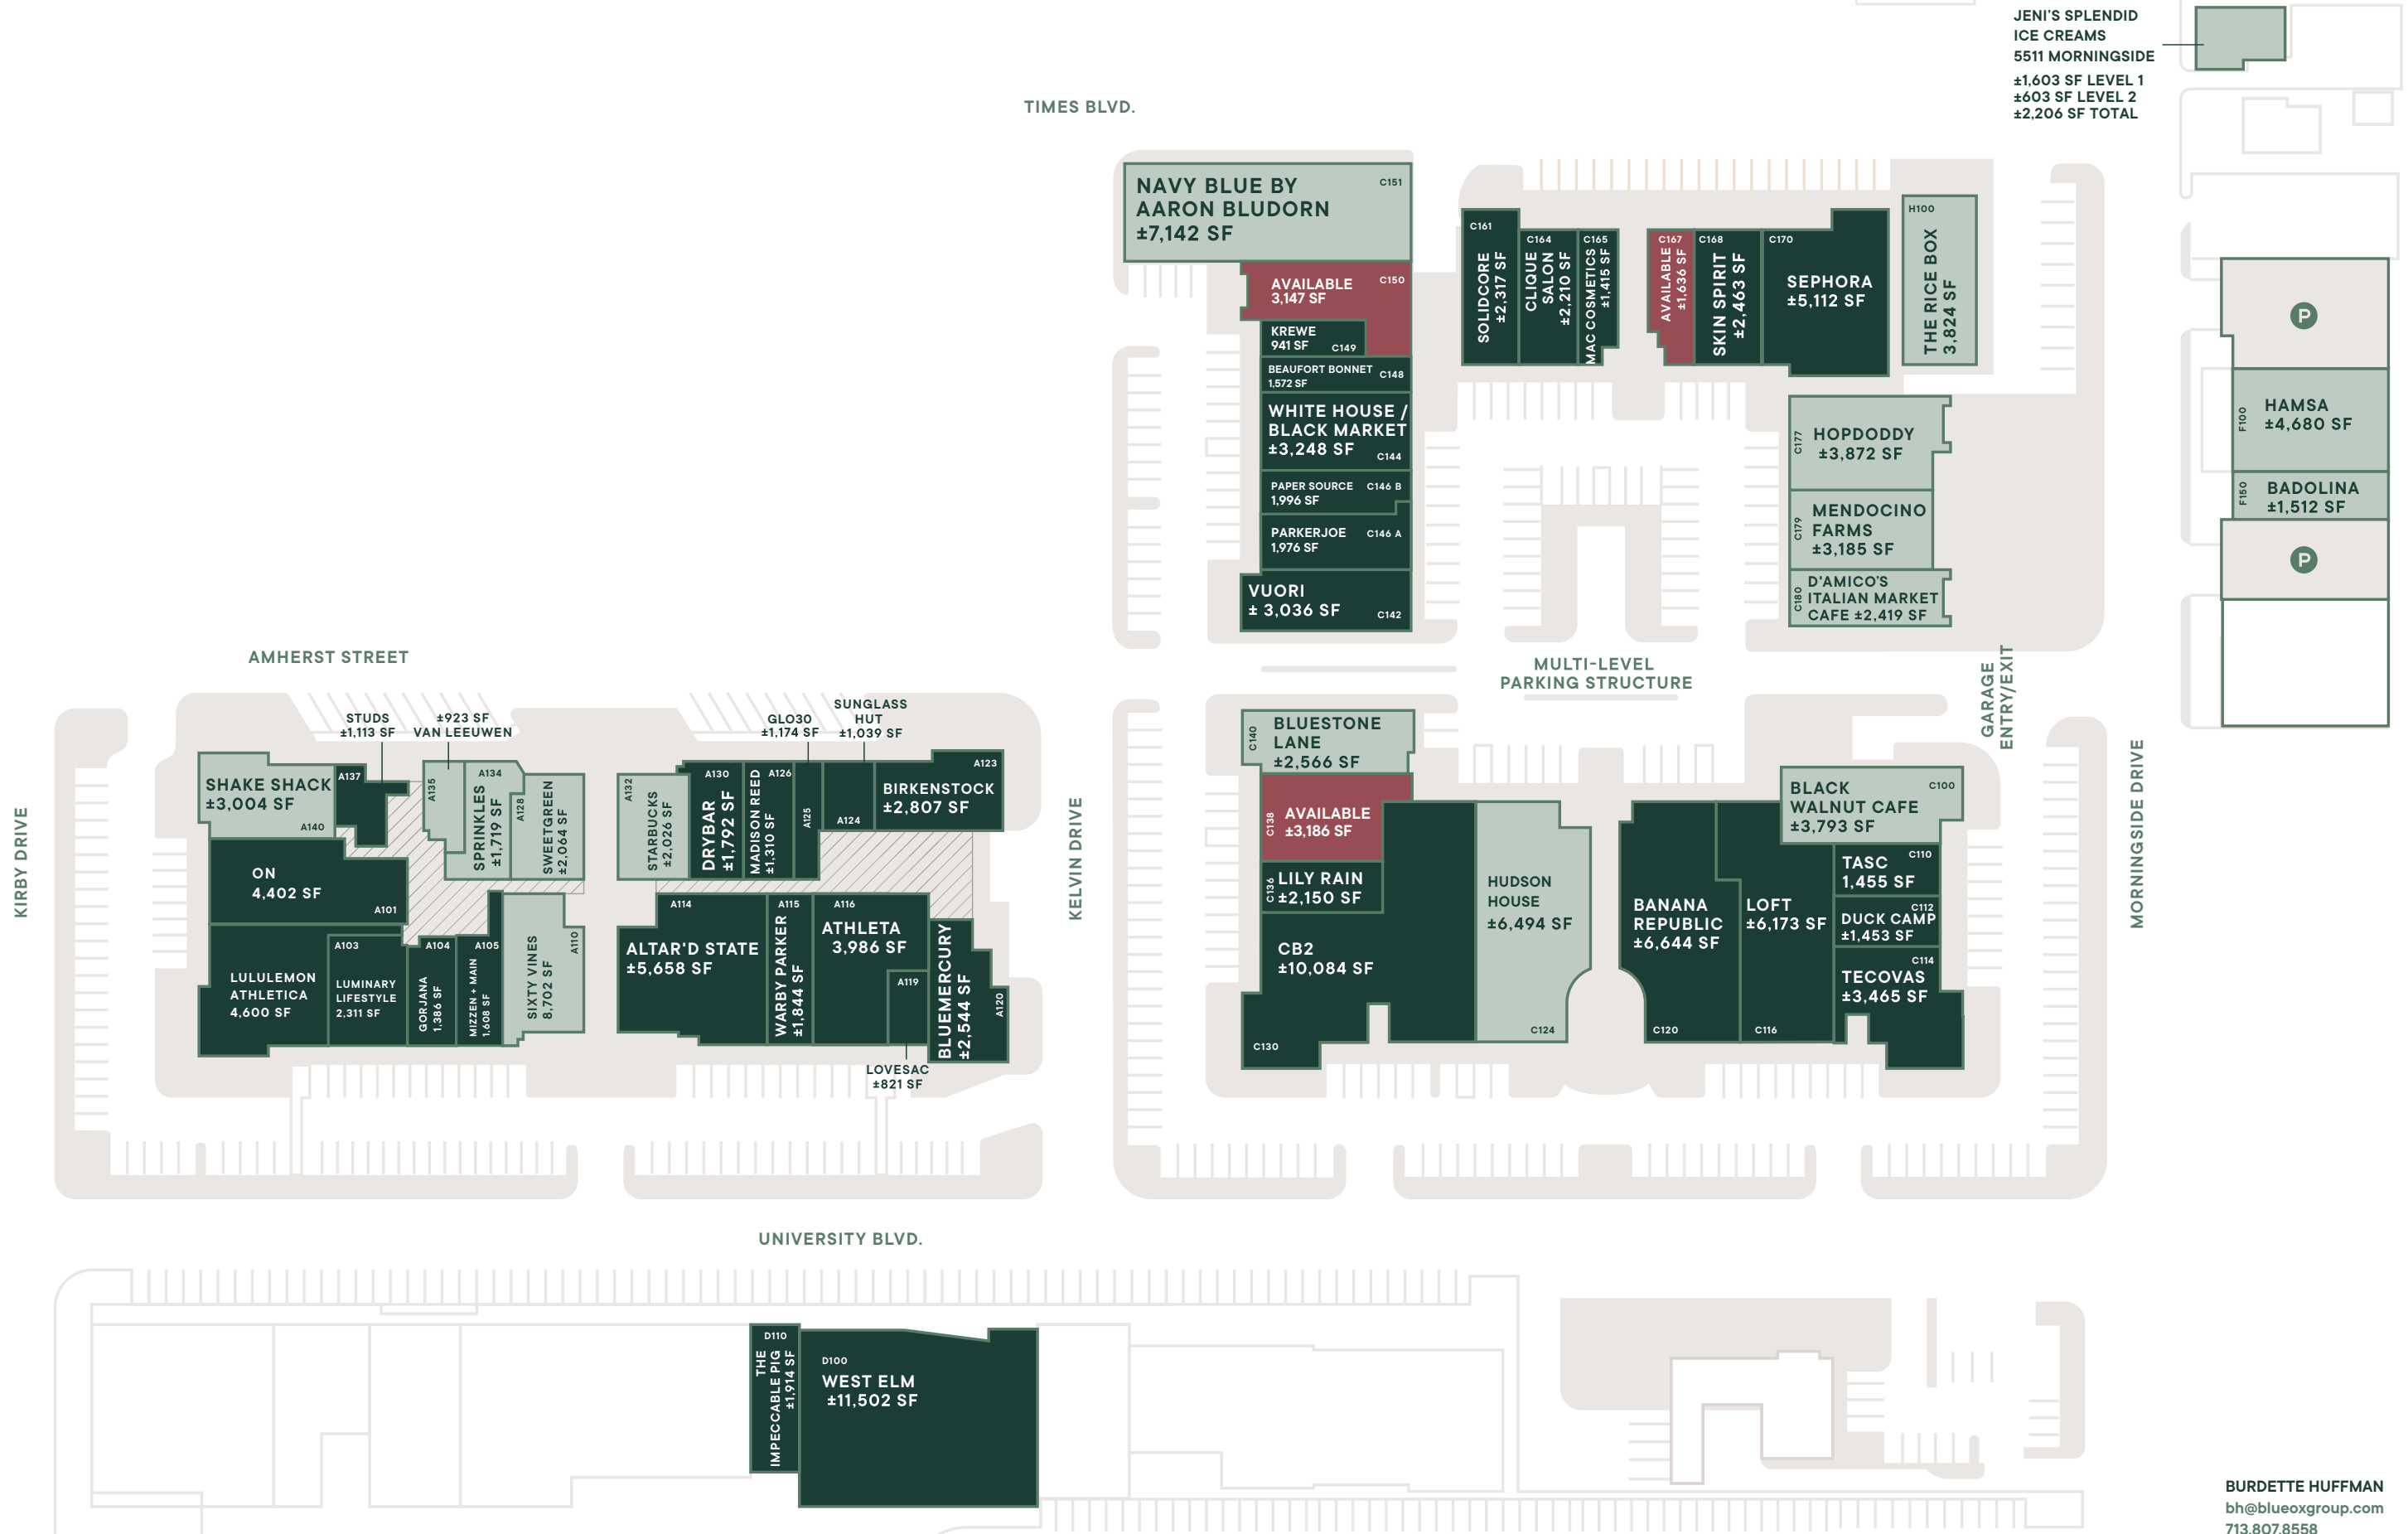 JENI'S SPLENDID
ICE CREAMS
5511 MORNINGSIDE
±1,603 SF LEVEL 1
±603 SF LEVEL 2
±2,206 SF TOTAL
TIMES BLVD.
NAVY BLUE BY
AARON BLUDORN
±7,142 SF
C151
AVAILABLE
3,147 SF
C150
KREWE
941 SF
C149
BEAUFORT BONNET
1,572 SF
C148
WHITE HOUSE /
BLACK MARKET
±3,248 SF
C144
PAPER SOURCE
1,996 SF
C146 B
PARKERJOE
1,976 SF
C146 A
VUORI
± 3,036 SF
C142
C161
SOLIDCORE
±2,317 SF
C164
CLIQUE
SALON
±2,210 SF
C165
MAC COSMETICS
±1,415 SF
C167
AVAILABLE
±1,636 SF
C168
SKIN SPIRIT
±2,463 SF
C170
SEPHORA
±5,112 SF
H100
THE RICE BOX
3,824 SF
C177
HOPDODDY
±3,872 SF
C179
MENDOCINO
FARMS
±3,185 SF
C180
D'AMICO'S
ITALIAN MARKET
CAFE ±2,419 SF
P
F100
HAMSA
±4,680 SF
F150
BADOLINA
±1,512 SF
P
MULTI-LEVEL
PARKING STRUCTURE
GARAGE
ENTRY/EXIT
AMHERST STREET
KIRBY DRIVE
STUDS
±1,113 SF
±923 SF
VAN LEEUWEN
GLO30
±1,174 SF
SUNGLASS
HUT
±1,039 SF
SHAKE SHACK
±3,004 SF
A140
A137
A135
A134
SPRINKLES
±1,719 SF
A128
SWEETGREEN
±2,064 SF
A132
STARBUCKS
±2,026 SF
A130
DRYBAR
±1,792 SF
A126
MADISON REED
±1,310 SF
A125
A124
A123
BIRKENSTOCK
±2,807 SF
ON
4,402 SF
A101
LULULEMON
ATHLETICA
4,600 SF
A103
LUMINARY
LIFESTYLE
2,311 SF
A104
GORJANA
1,386 SF
A105
MIZZEN + MAIN
1,608 SF
A110
SIXTY VINES
8,702 SF
A114
ALTAR'D STATE
±5,658 SF
A115
WARBY PARKER
±1,844 SF
A116
ATHLETA
3,986 SF
A119
LOVESAC
±821 SF
BLUEMERCURY
±2,544 SF
A120
KELVIN DRIVE
C140
BLUESTONE
LANE
±2,566 SF
C138
AVAILABLE
±3,186 SF
C136
LILY RAIN
±2,150 SF
CB2
±10,084 SF
C130
HUDSON
HOUSE
±6,494 SF
C124
BANANA
REPUBLIC
±6,644 SF
C120
LOFT
±6,173 SF
C116
BLACK
WALNUT CAFE
±3,793 SF
C100
TASC
1,455 SF
C110
C112
DUCK CAMP
±1,453 SF
C114
TECOVAS
±3,465 SF
MORNINGSIDE DRIVE
UNIVERSITY BLVD.
D110
THE
IMPECCABLE PIG
±1,914 SF
D100
WEST ELM
±11,502 SF
BURDETTE HUFFMAN
bh@blueoxgroup.com
713.807.8558